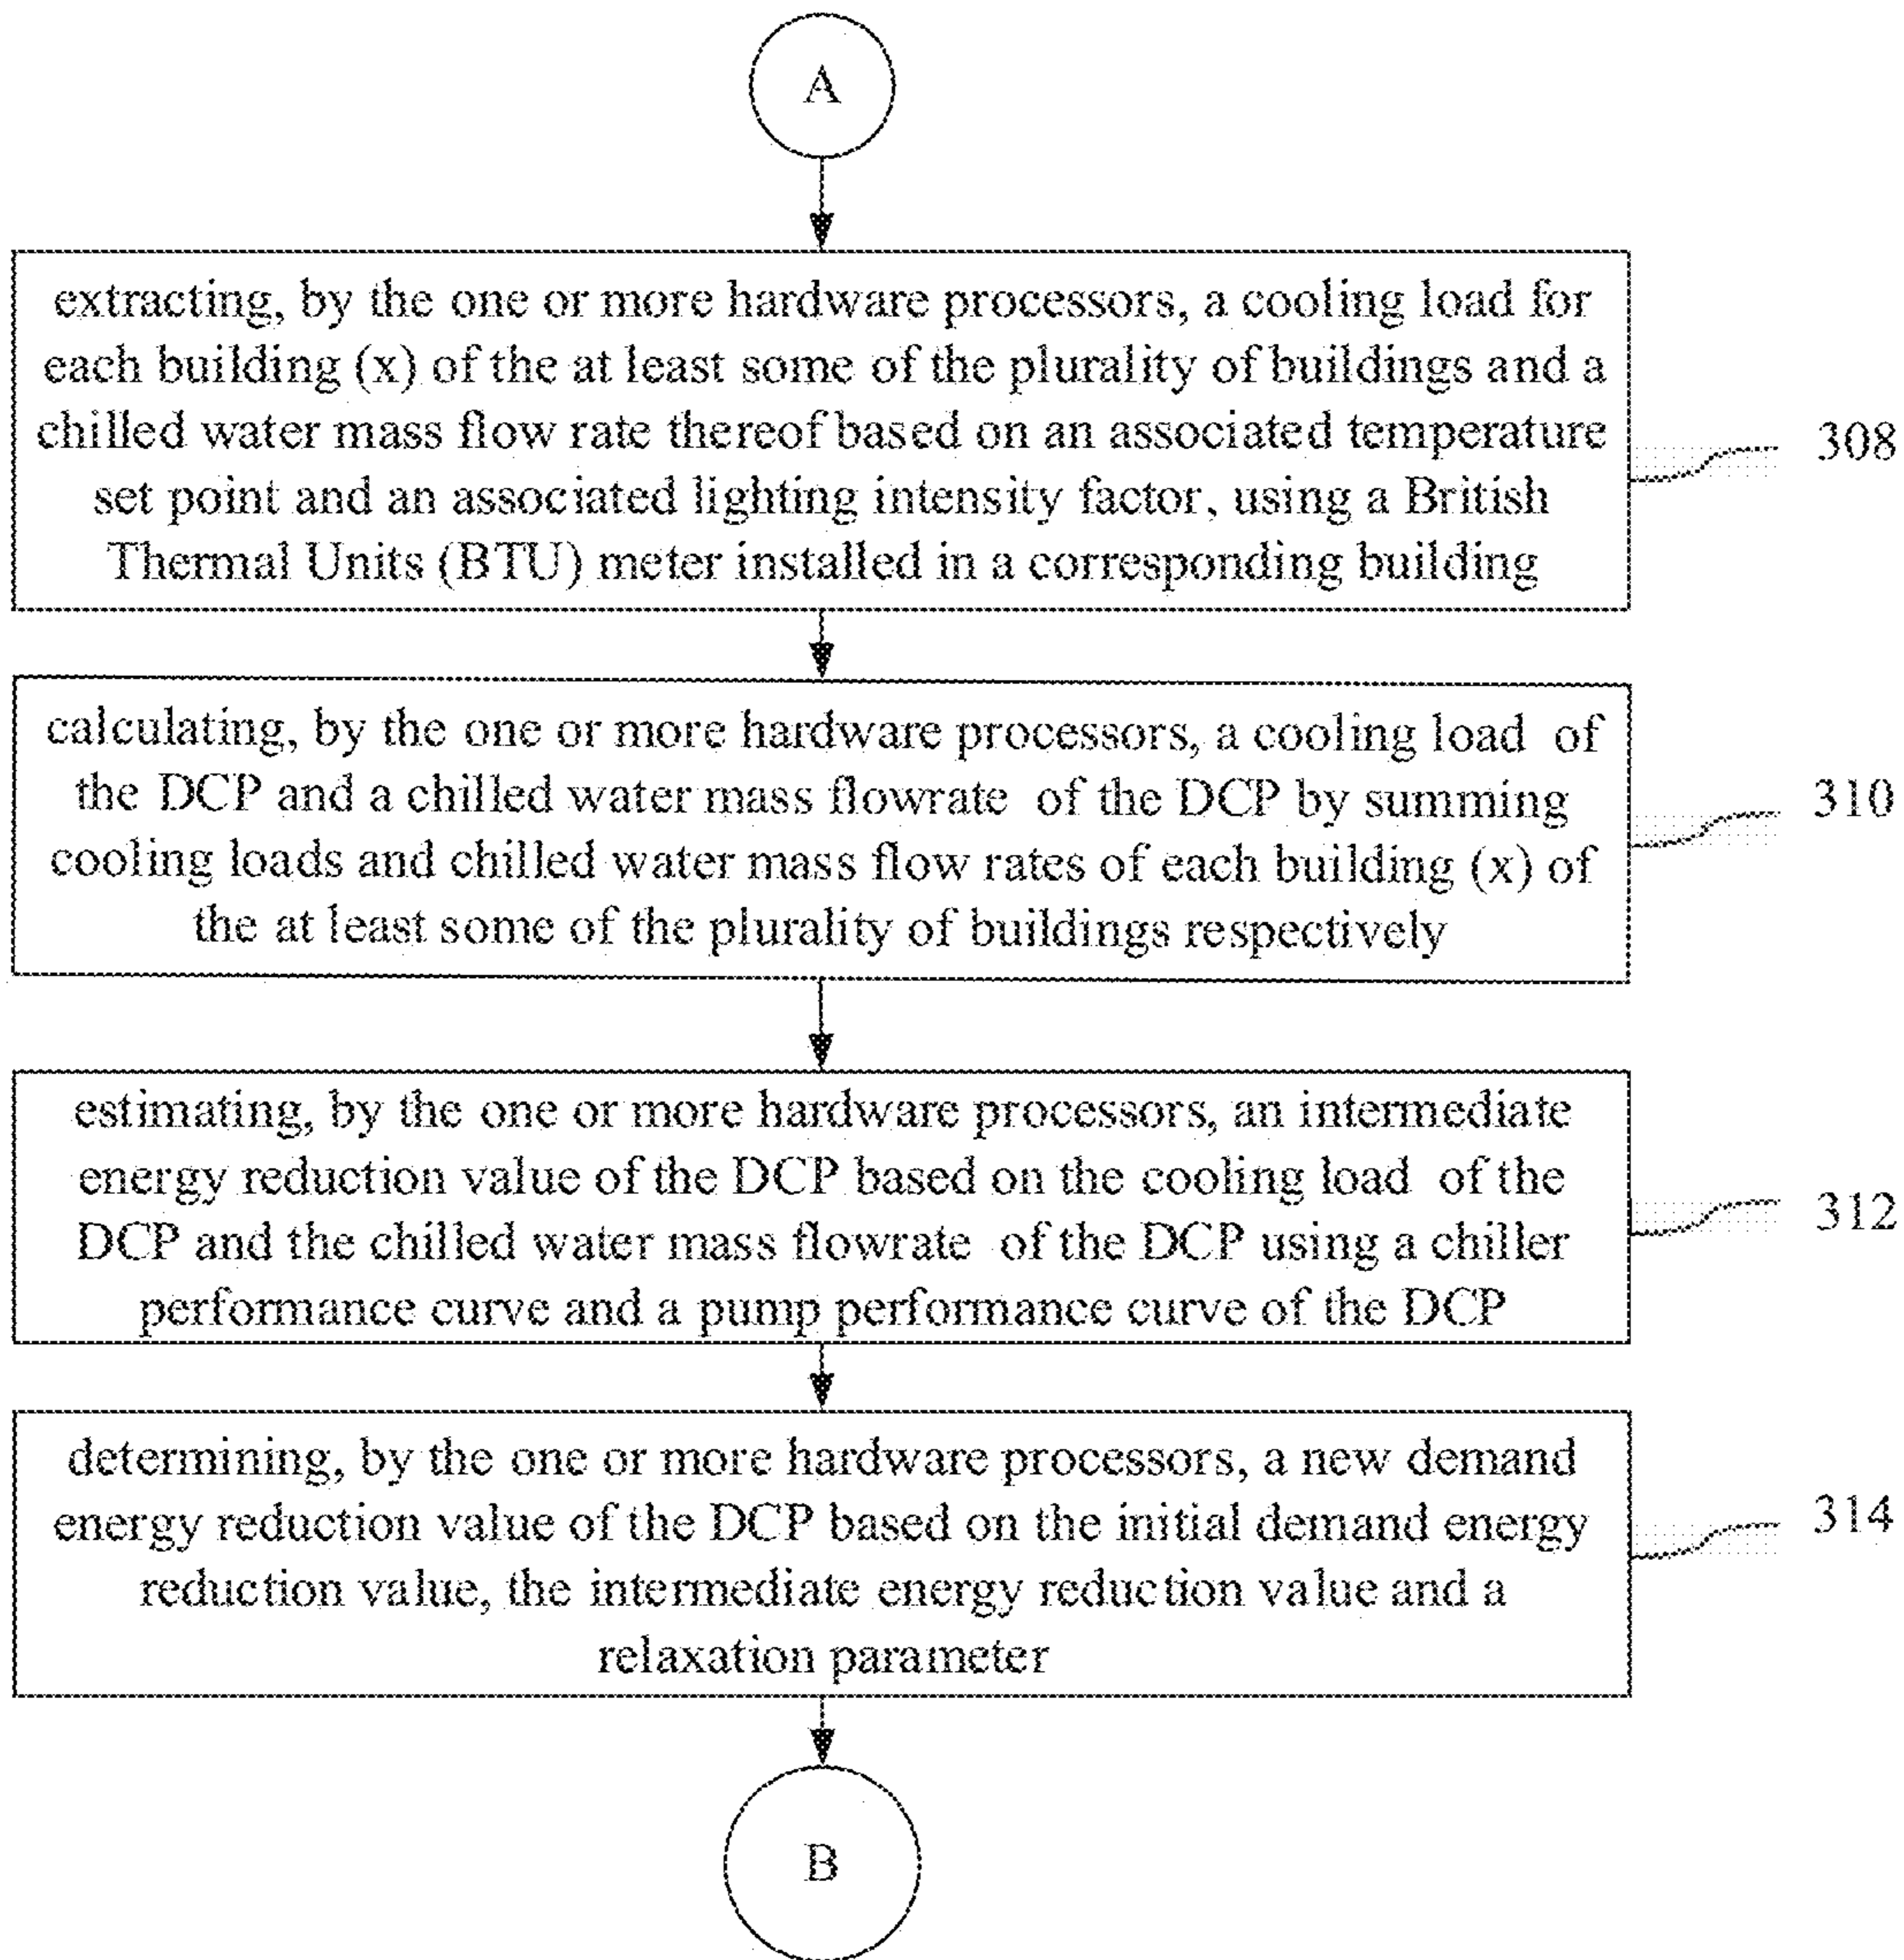 A
extracting, by the one or more hardware processors, a cooling load for
each building (x) of the at least some of the plurality of buildings and a
chilled water mass flow rate thereof based on an associated temperature
set point and an associated lighting intensity factor, using a British
Thermal Units (BTU) meter installed in a corresponding building
308
calculating, by the one or more hardware processors, a cooling load of
the DCP and a chilled water mass flowrate of the DCP by summing
cooling loads and chilled water mass flow rates of each building (x) of
the at least some of the plurality of buildings respectively
310
estimating, by the one or more hardware processors, an intermediate
energy reduction value of the DCP based on the cooling load of the
DCP and the chilled water mass flowrate of the DCP using a chiller
performance curve and a pump performance curve of the DCP
312
determining, by the one or more hardware processors, a new demand
energy reduction value of the DCP based on the initial demand energy
reduction value, the intermediate energy reduction value and a
relaxation parameter
314
B